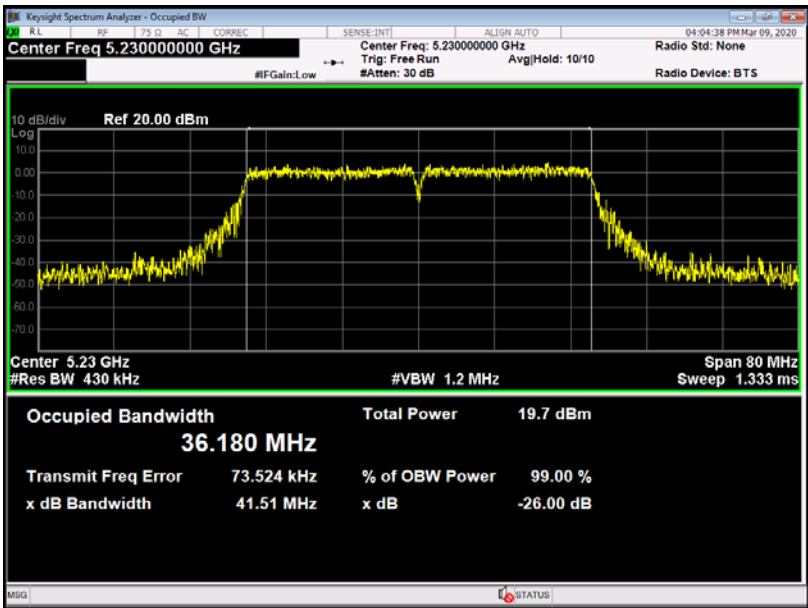 Keysight Spectrum Analyzer - Occupied BW
RL RF 75 Ω AC CORREC SENSE:INT ALIGN AUTO 04:04:38 PM Mar 09, 2020
Center Freq 5.230000000 GHz Center Freq: 5.230000000 GHz Radio Std: None
Trig: Free Run Avg|Hold: 10/10
#IFGain:Low #Atten: 30 dB Radio Device: BTS
10 dB/div Ref 20.00 dBm
Log
10.0
0.00
-10.0
-20.0
-30.0
-40.0
-50.0
-60.0
-70.0
Center 5.23 GHz Span 80 MHz
#Res BW 430 kHz #VBW 1.2 MHz Sweep 1.333 ms
Occupied Bandwidth Total Power 19.7 dBm
36.180 MHz
Transmit Freq Error 73.524 kHz % of OBW Power 99.00 %
x dB Bandwidth 41.51 MHz x dB -26.00 dB
MSG STATUS